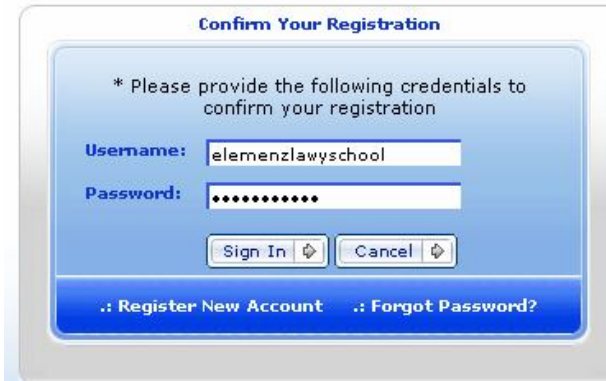 Confirm Your Registration
* Please provide the following credentials to
confirm your registration
Username: elemenzlawyschool
Password: •••••••••••
Sign In Cancel
.: Register New Account .: Forgot Password?